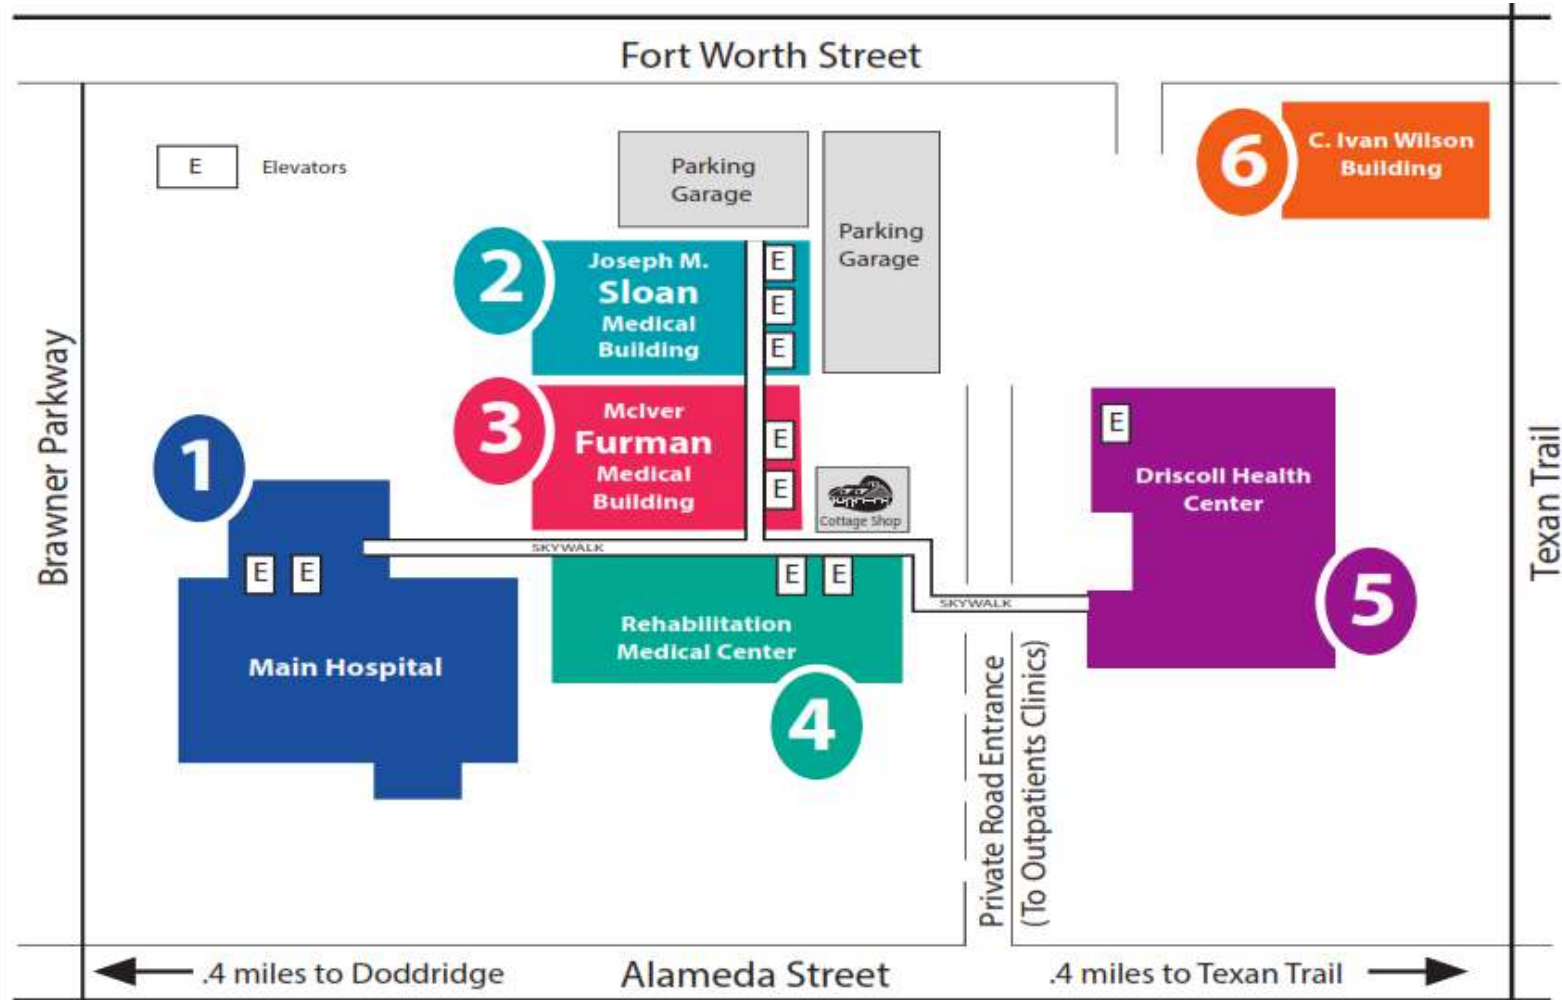 Fort Worth Street
E
Elevators
Parking
Garage
Parking
Garage
6
C. Ivan Wilson
Building
2
Joseph M.
Sloan
Medical
Building
E
E
E
3
McIver
Furman
Medical
Building
E
E
Cottage Shop
1
E
E
Main Hospital
SKYWALK
E
E
Rehabilitation
Medical Center
4
SKYWALK
E
Driscoll Health
Center
5
Brawner Parkway
Texan Trail
Private Road Entrance
(To Outpatients Clinics)
.4 miles to Doddridge
Alameda Street
.4 miles to Texan Trail